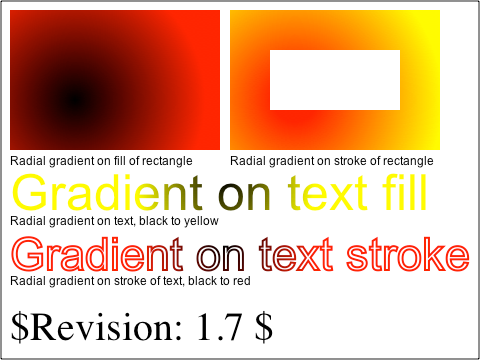 Radial gradient on fill of rectangle
Radial gradient on stroke of rectangle
Gradient on text fill
Radial gradient on text, black to yellow
Gradient on text stroke
Radial gradient on stroke of text, black to red
$Revision: 1.7 $